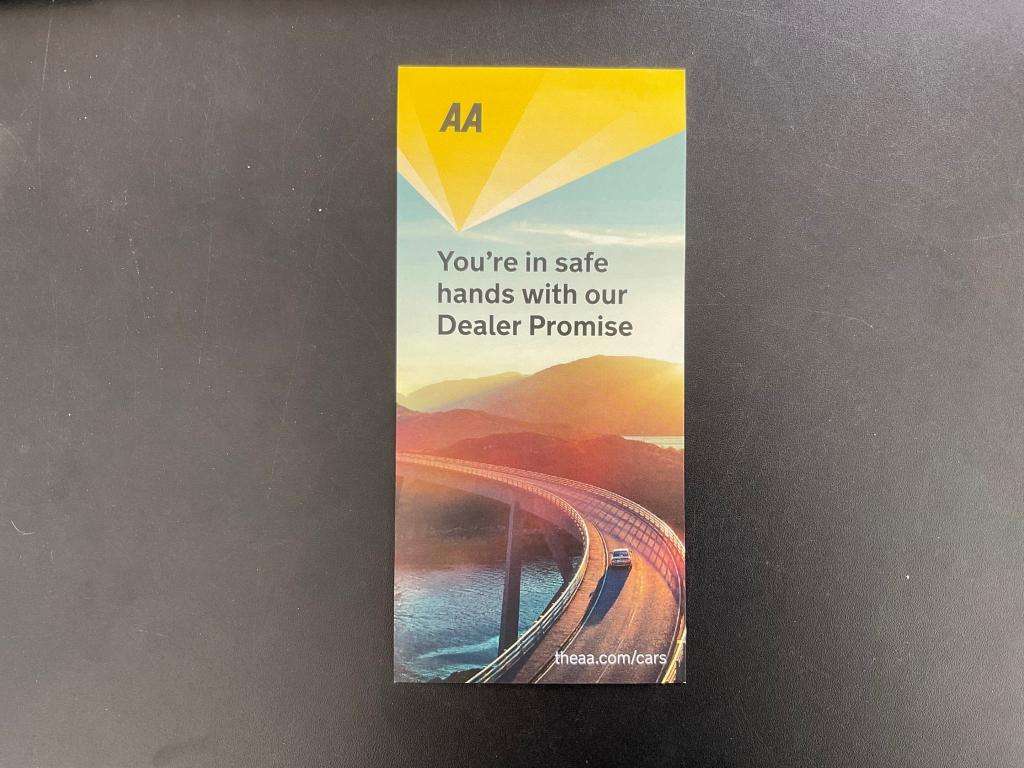 AA
You're in safe
hands with our
Dealer Promise
theaa.com/cars